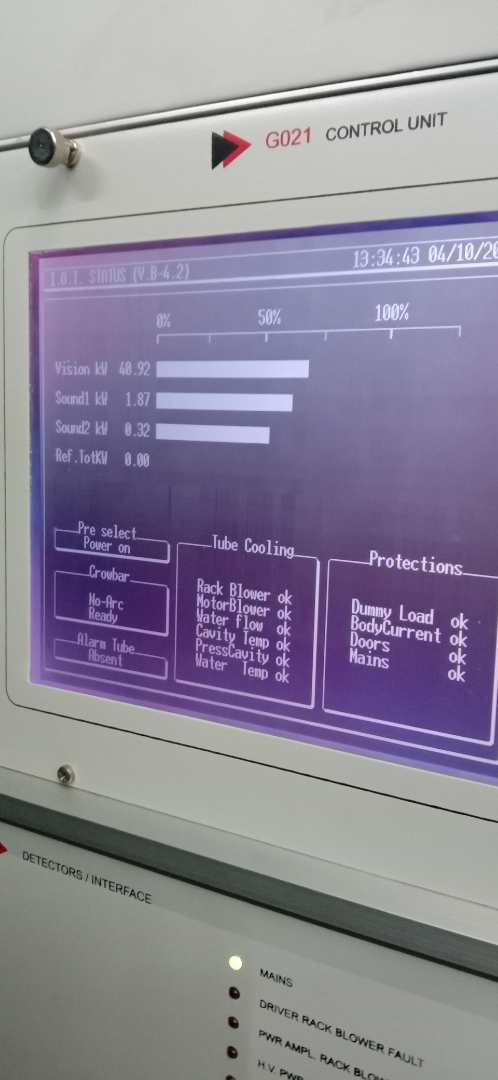 G021 CONTROL UNIT
I.O.T. STATUS (V.B-4.2) 13:34:43 04/10/20
0% 50% 100%
Vision kW 40.92
Sound1 kW 1.87
Sound2 kW 0.32
Ref.TotKW 0.00
Pre select
Power on
Crowbar
No-Arc
Ready
Alarm Tube
Absent
Tube Cooling
Rack Blower ok
MotorBlower ok
Water flow ok
Cavity Temp ok
PressCavity ok
Water Temp ok
Protections
Dummy Load ok
BodyCurrent ok
Doors ok
Mains ok
DETECTORS / INTERFACE
MAINS
DRIVER RACK BLOWER FAULT
PWR AMPL. RACK
H.V. PWR